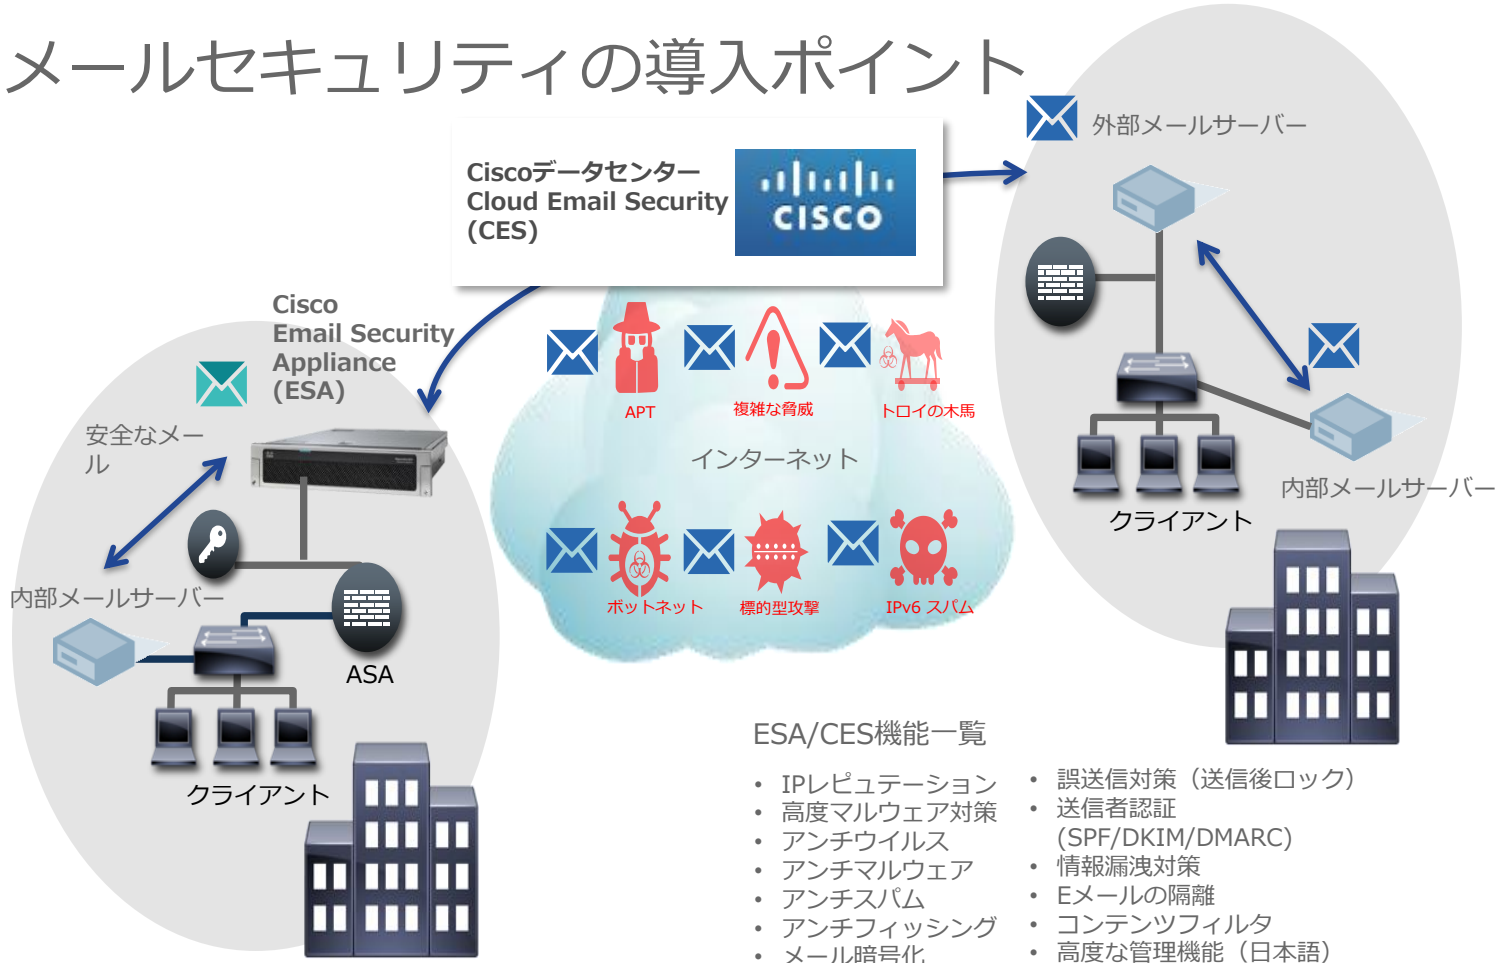 メールセキュリティの導入ポイント
外部メールサーバー
Ciscoデータセンター
Cloud Email Security
(CES)
CISCO
Cisco
Email Security
Appliance
(ESA)
安全なメー
ル
APT
複雑な脅威
トロイの木馬
インターネット
内部メールサーバー
クライアント
ボットネット
標的型攻撃
IPv6 スパム
内部メールサーバー
ASA
クライアント
ESA/CES機能一覧
• IPレピュテーション
• 高度マルウェア対策
• アンチウイルス
• アンチマルウェア
• アンチスパム
• アンチフィッシング
• メール暗号化
• 誤送信対策（送信後ロック）
• 送信者認証
(SPF/DKIM/DMARC)
• 情報漏洩対策
• Eメールの隔離
• コンテンツフィルタ
• 高度な管理機能（日本語）